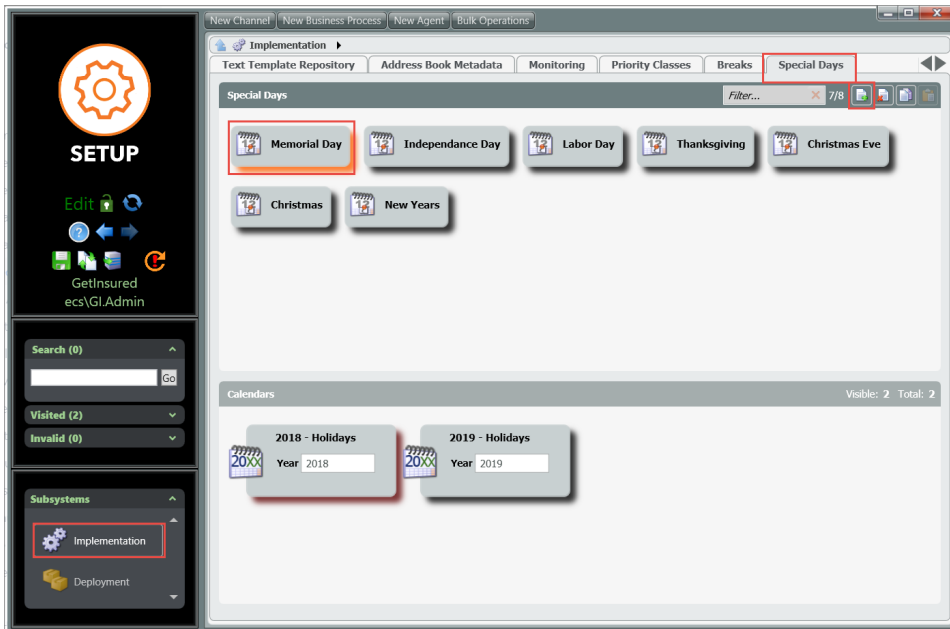 New Channel New Business Process New Agent Bulk Operations
Implementation
Text Template Repository Address Book Metadata Monitoring Priority Classes Breaks Special Days
Special Days Filter... 7/8
Memorial Day Independance Day Labor Day Thanksgiving Christmas Eve
Christmas New Years
SETUP
Edit
GetInsured
ecs\GI.Admin
Search (0)
Go
Visited (2)
Invalid (0)
Subsystems
Implementation
Deployment
Calendars Visible: 2 Total: 2
2018 - Holidays 2019 - Holidays
20XX Year 2018 20XX Year 2019